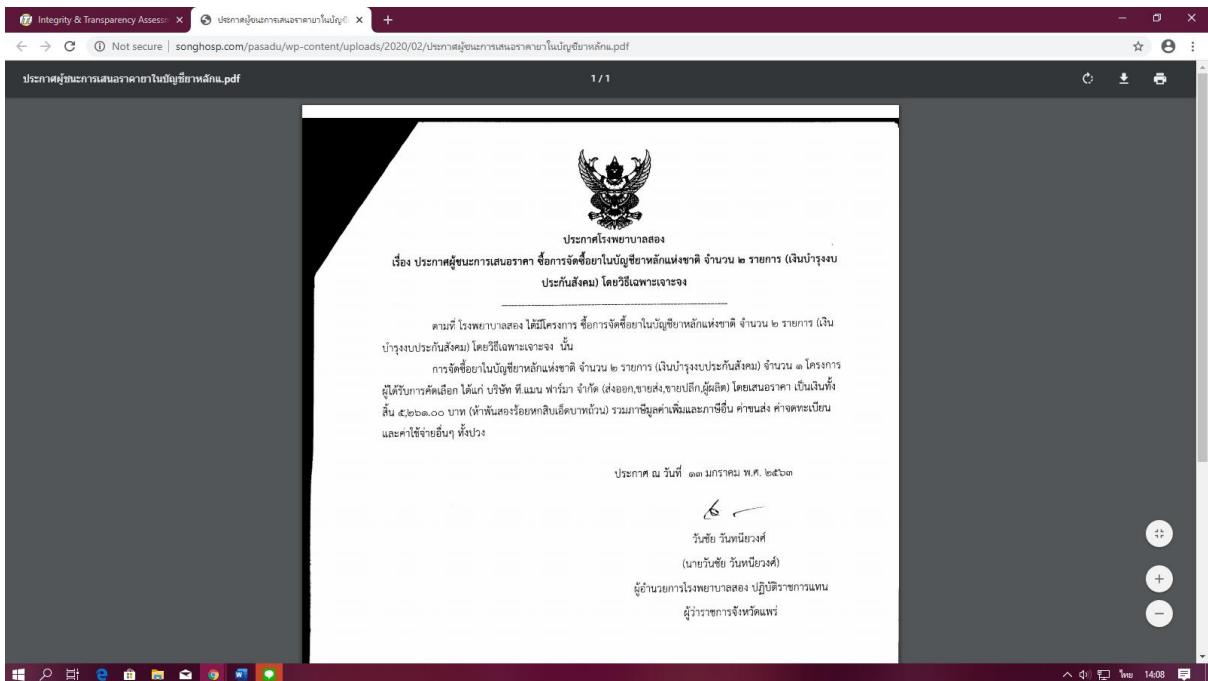 Integrity & Transparency Assessm
ประกาศผู้ชนะการเสนอราคายาในบัญชี
Not secure | songhosp.com/pasadu/wp-content/uploads/2020/02/ประกาศผู้ชนะการเสนอราคายาในบัญชียาหลักแ.pdf
ประกาศผู้ชนะการเสนอราคายาในบัญชียาหลักแ.pdf
1 / 1
ประกาศโรงพยาบาลสอง
เรื่อง ประกาศผู้ชนะการเสนอราคา ซื้อการจัดซื้อยาในบัญชียาหลักแห่งชาติ จำนวน ๒ รายการ (เงินบำรุงงบ
ประกันสังคม) โดยวิธีเฉพาะเจาะจง
ตามที่ โรงพยาบาลสอง ได้มีโครงการ ซื้อการจัดซื้อยาในบัญชียาหลักแห่งชาติ จำนวน ๒ รายการ (เงิน
บำรุงงบประกันสังคม) โดยวิธีเฉพาะเจาะจง นั้น
การจัดซื้อยาในบัญชียาหลักแห่งชาติ จำนวน ๒ รายการ (เงินบำรุงงบประกันสังคม) จำนวน ๑ โครงการ
ผู้ได้รับการคัดเลือก ได้แก่ บริษัท ที.แมน ฟาร์มา จำกัด (ส่งออก,ขายส่ง,ขายปลีก,ผู้ผลิต) โดยเสนอราคา เป็นเงินทั้ง
สิ้น ๕,๒๖๑.๐๐ บาท (ห้าพันสองร้อยหกสิบเอ็ดบาทถ้วน) รวมภาษีมูลค่าเพิ่มและภาษีอื่น ค่าขนส่ง ค่าจดทะเบียน
และค่าใช้จ่ายอื่นๆ ทั้งปวง
ประกาศ ณ วันที่ ๑๓ มกราคม พ.ศ. ๒๕๖๓
วันชัย วันทนียวงศ์
(นายวันชัย วันทนียวงศ์)
ผู้อำนวยการโรงพยาบาลสอง ปฏิบัติราชการแทน
ผู้ว่าราชการจังหวัดแพร่
ไทย 14:08